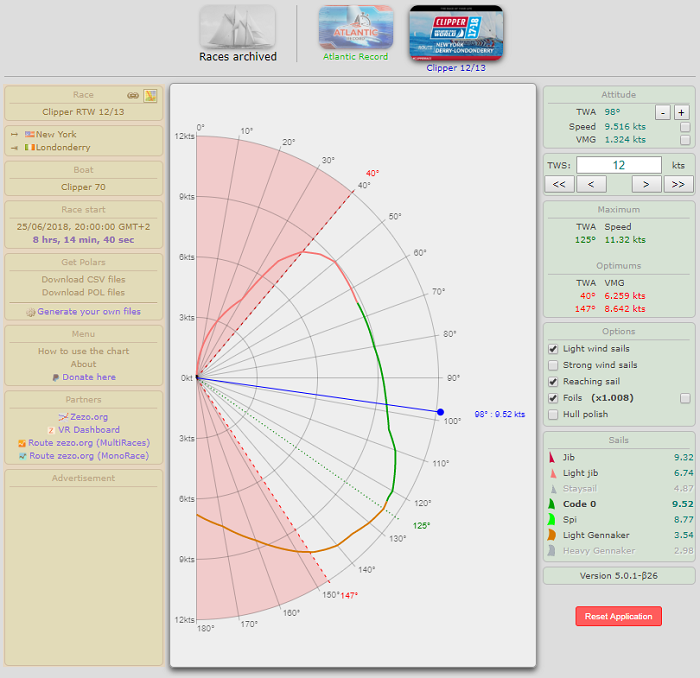 Races archived
ATLANTIC
Atlantic Record
CLIPPER
17-18
NEW YORK
DERRY-LONDONDERRY
Clipper 12/13
Race
Clipper RTW 12/13
New York
Londonderry
Boat
Clipper 70
Race start
25/06/2018, 20:00:00 GMT+2
8 hrs, 14 min, 40 sec
Get Polars
Download CSV files
Download POL files
Generate your own files
Menu
How to use the chart
About
Donate here
Partners
Zezo.org
VR Dashboard
Route zezo.org (MultiRaces)
Route zezo.org (MonoRace)
Advertisement
12kts
9kts
6kts
3kts
0kt
3kts
6kts
9kts
12kts
0°
10°
20°
30°
40°
40°
50°
60°
70°
80°
90°
98° : 9.52 kts
100°
110°
120°
125°
130°
140°
150°
147°
160°
170°
180°
Attitude
TWA 98° - +
Speed 9.516 kts
VMG 1.324 kts
TWS: 12 kts
<< < > >>
Maximum
TWA Speed
125° 11.32 kts
Optimums
TWA VMG
40° 6.259 kts
147° 8.642 kts
Options
Light wind sails
Strong wind sails
Reaching sail
Foils (x1.008)
Hull polish
Sails
Jib 9.32
Light jib 6.74
Staysail 4.87
Code 0 9.52
Spi 8.77
Light Gennaker 3.54
Heavy Gennaker 2.98
Version 5.0.1-β26
Reset Application